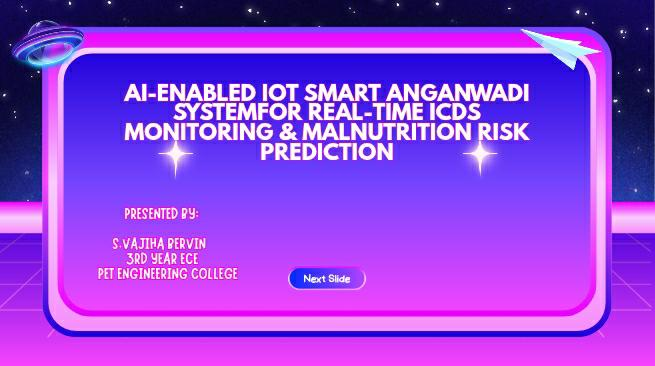 AI-ENABLED IOT SMART ANGANWADI
SYSTEMFOR REAL-TIME ICDS
MONITORING & MALNUTRITION RISK
PREDICTION
PRESENTED BY:
S.VAJIHA BERVIN
3RD YEAR ECE
PET ENGINEERING COLLEGE
Next Slide